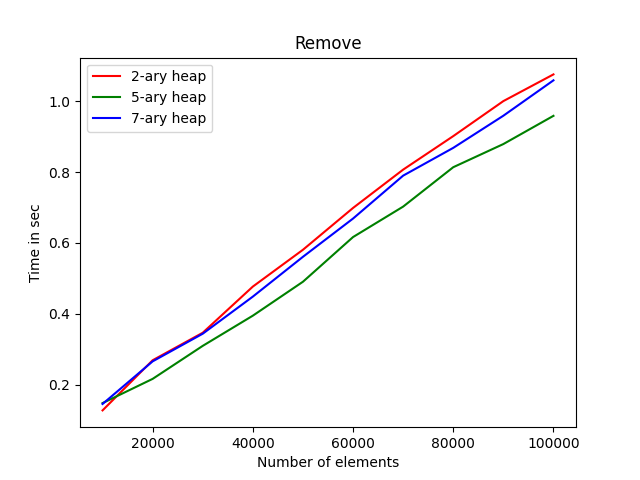 Remove
2-ary heap
5-ary heap
7-ary heap
1.0
0.8
0.6
0.4
0.2
Time in sec
20000 40000 60000 80000 100000
Number of elements